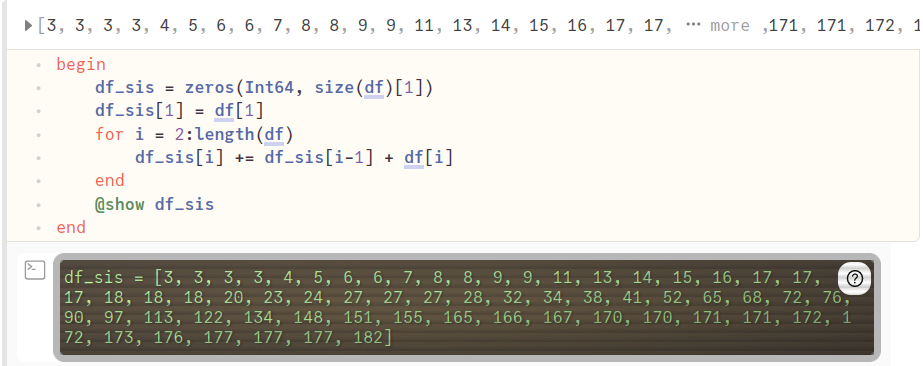 [3, 3, 3, 3, 4, 5, 6, 6, 7, 8, 8, 9, 9, 11, 13, 14, 15, 16, 17, 17, ⋯ more ,171, 171, 172, 1
begin
    df_sis = zeros(Int64, size(df)[1])
    df_sis[1] = df[1]
    for i = 2:length(df)
        df_sis[i] += df_sis[i-1] + df[i]
    end
    @show df_sis
end
df_sis = [3, 3, 3, 3, 4, 5, 6, 6, 7, 8, 8, 9, 9, 11, 13, 14, 15, 16, 17, 17,
17, 18, 18, 18, 20, 23, 24, 27, 27, 27, 28, 32, 34, 38, 41, 52, 65, 68, 72, 76,
90, 97, 113, 122, 134, 148, 151, 155, 165, 166, 167, 170, 170, 171, 171, 172, 1
72, 173, 176, 177, 177, 177, 182]